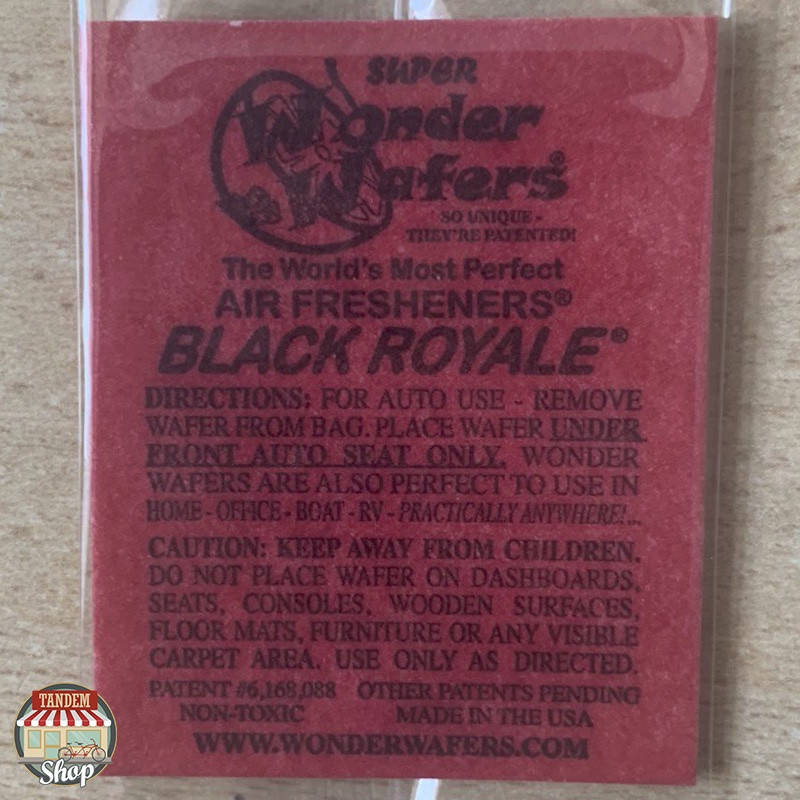 SUPER
Wonder
Wafers®
SO UNIQUE -
THEY'RE PATENTED!
The World's Most Perfect
AIR FRESHENERS®
BLACK ROYALE®
DIRECTIONS: FOR AUTO USE - REMOVE
WAFER FROM BAG. PLACE WAFER UNDER
FRONT AUTO SEAT ONLY. WONDER
WAFERS ARE ALSO PERFECT TO USE IN
HOME - OFFICE - BOAT - RV - PRACTICALLY ANYWHERE!...
CAUTION: KEEP AWAY FROM CHILDREN.
DO NOT PLACE WAFER ON DASHBOARDS,
SEATS, CONSOLES, WOODEN SURFACES,
FLOOR MATS, FURNITURE OR ANY VISIBLE
CARPET AREA. USE ONLY AS DIRECTED.
PATENT #6,168,088 OTHER PATENTS PENDING
NON-TOXIC MADE IN THE USA
WWW.WONDERWAFERS.COM
TANDEM
Shop